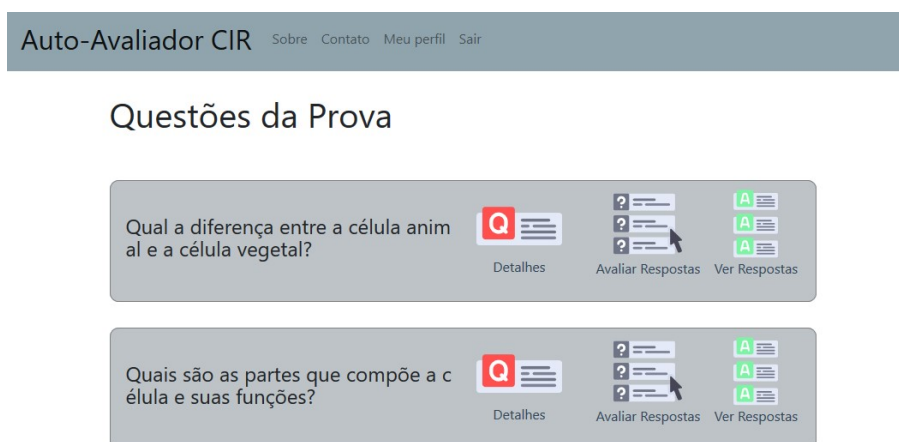 Auto-Avaliador CIR Sobre Contato Meu perfil Sair
Questões da Prova
Qual a diferença entre a célula anim
al e a célula vegetal?
Q
?
?
?
A
A
A
Detalhes Avaliar Respostas Ver Respostas
Quais são as partes que compõe a c
élula e suas funções?
Q
?
?
?
A
A
A
Detalhes Avaliar Respostas Ver Respostas